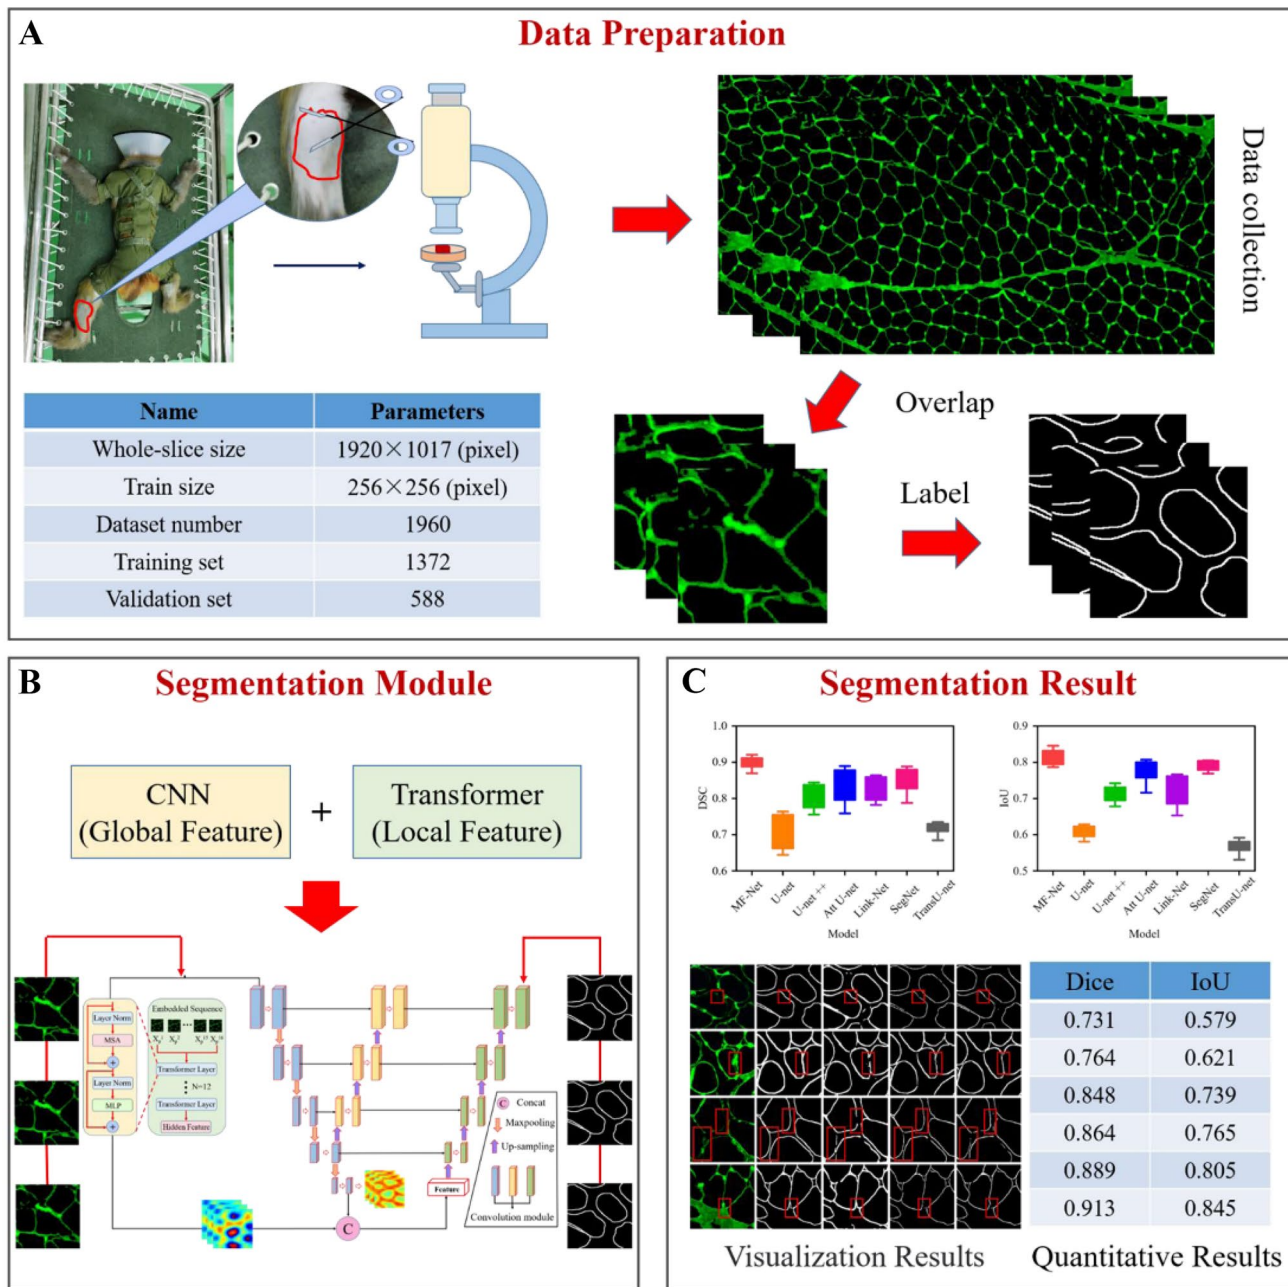 A
Data Preparation
Data collection
Name Parameters
Whole-slice size 1920×1017 (pixel)
Train size 256×256 (pixel)
Dataset number 1960
Training set 1372
Validation set 588
Overlap
Label
B
Segmentation Module
CNN
(Global Feature)
+
Transformer
(Local Feature)
Layer Norm
MSA
+
Layer Norm
MLP
+
Embedded Sequence
Transformer Layer
N=12
Transformer Layer
Hidden Feature
C Concat
Maxpooling
Up-sampling
Convolution module
Feature
C
C
Segmentation Result
DSC
1.0
0.9
0.8
0.7
0.6
MF-Net U-net U-net ++ Att U-net Link-Net SegNet TransU-net
Model
IoU
0.9
0.8
0.7
0.6
0.5
MF-Net U-net U-net ++ Att U-net Link-Net SegNet TransU-net
Model
Visualization Results
Dice IoU
0.731 0.579
0.764 0.621
0.848 0.739
0.864 0.765
0.889 0.805
0.913 0.845
Quantitative Results